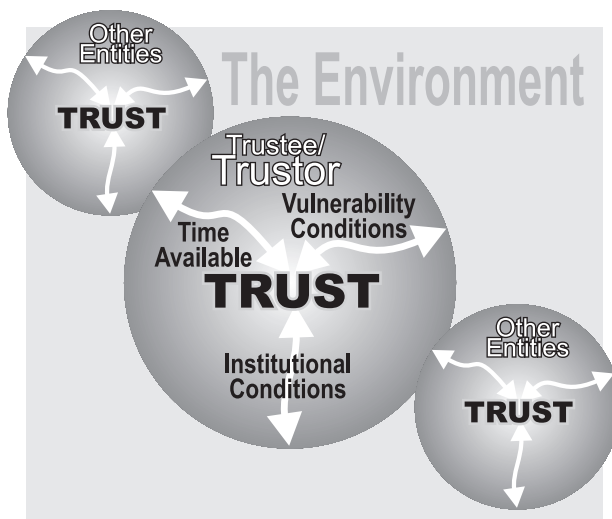 Other
Entities
TRUST
The Environment
Trustee/
Trustor
Vulnerability
Conditions
Time
Available
TRUST
Institutional
Conditions
Other
Entities
TRUST